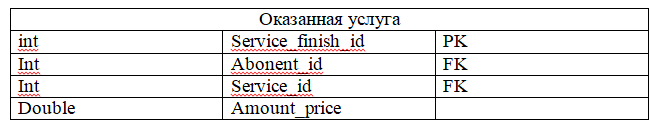 Оказанная услуга
int Service_finish_id PK
Int Abonent_id FK
Int Service_id FK
Double Amount_price